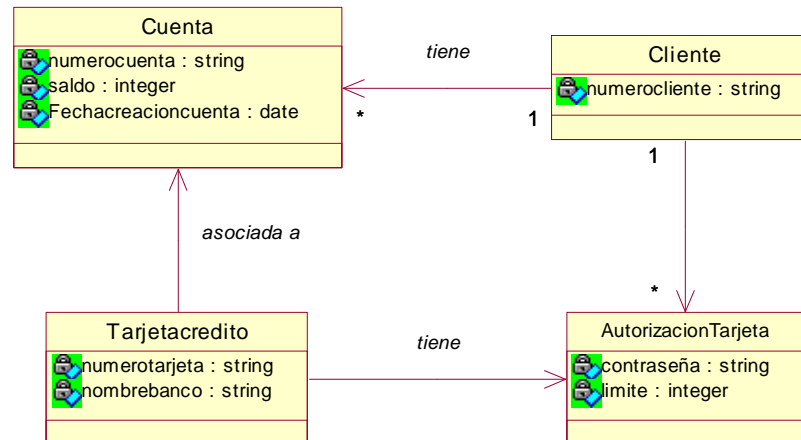 Cuenta
numerocuenta : string
saldo : integer
Fechacreacioncuenta : date
tiene
*
1
Cliente
numerocliente : string
1
*
asociada a
Tarjetacredito
numerotarjeta : string
nombrebanco : string
tiene
AutorizacionTarjeta
contraseña : string
limite : integer